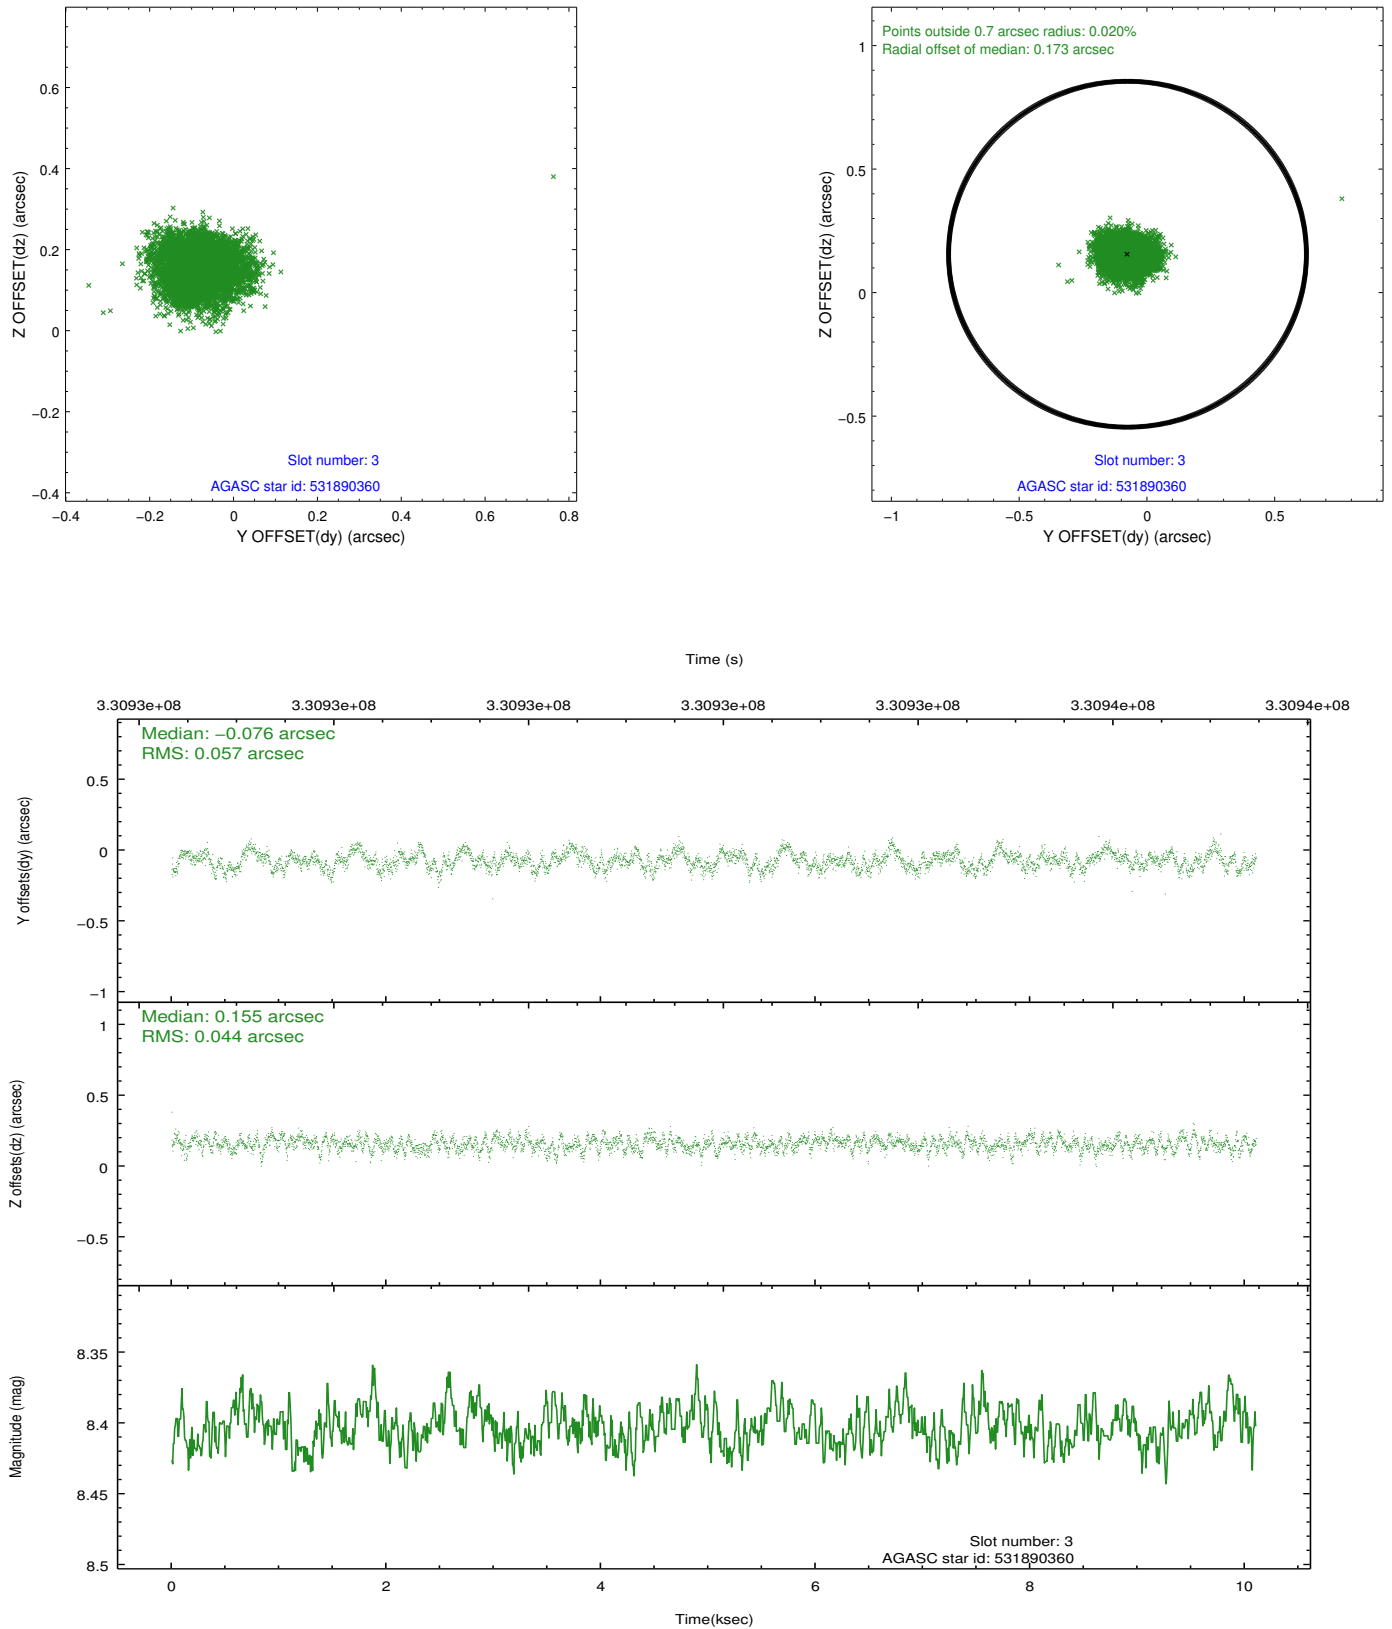 0.6
0.4
0.2
0
−0.2
−0.4
Z OFFSET(dz) (arcsec)
Slot number: 3
AGASC star id: 531890360
−0.4 −0.2 0 0.2 0.4 0.6 0.8
Y OFFSET(dy) (arcsec)
Points outside 0.7 arcsec radius: 0.020%
Radial offset of median: 0.173 arcsec
1
0.5
0
−0.5
Z OFFSET(dz) (arcsec)
Slot number: 3
AGASC star id: 531890360
−1 −0.5 0 0.5
Y OFFSET(dy) (arcsec)
Time (s)
3.3093e+08 3.3093e+08 3.3093e+08 3.3093e+08 3.3093e+08 3.3094e+08 3.3094e+08
Median: −0.076 arcsec
RMS: 0.057 arcsec
0.5
0
−0.5
−1
Y offsets(dy) (arcsec)
Median: 0.155 arcsec
RMS: 0.044 arcsec
1
0.5
0
−0.5
Z offsets(dz) (arcsec)
8.35
8.4
8.45
8.5
Magnitude (mag)
Slot number: 3
AGASC star id: 531890360
0 2 4 6 8 10
Time(ksec)